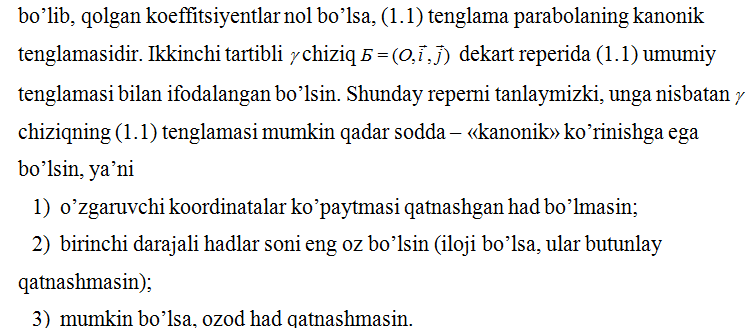 bo’lib, qolgan koeffitsiyentlar nol bo’lsa, (1.1) tenglama parabolaning kanonik
tenglamasidir. Ikkinchi tartibli γ chiziq Б = (O, i⃗, j⃗) dekart reperida (1.1) umumiy
tenglamasi bilan ifodalangan bo’lsin. Shunday reperni tanlaymizki, unga nisbatan γ
chiziqning (1.1) tenglamasi mumkin qadar sodda – «kanonik» ko’rinishga ega
bo’lsin, ya’ni
1) o’zgaruvchi koordinatalar ko’paytmasi qatnashgan had bo’lmasin;
2) birinchi darajali hadlar soni eng oz bo’lsin (iloji bo’lsa, ular butunlay
qatnashmasin);
3) mumkin bo’lsa, ozod had qatnashmasin.